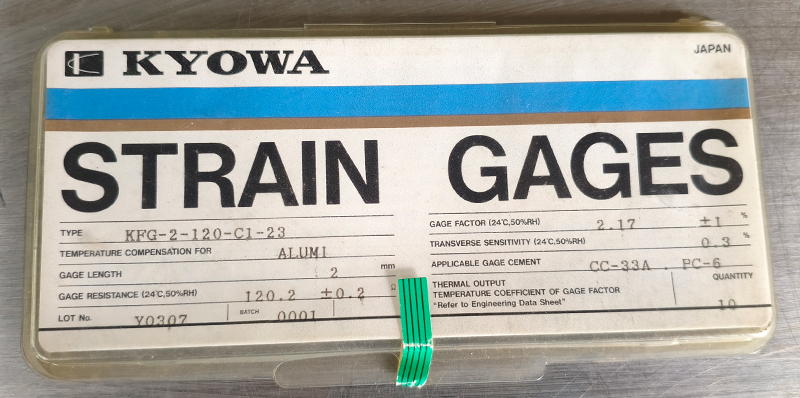 KYOWA
JAPAN
STRAIN GAGES
TYPE KFG-2-120-C1-23
TEMPERATURE COMPENSATION FOR ALUMI
GAGE LENGTH 2 mm
GAGE RESISTANCE (24℃,50%RH) 120.2 ±0.2 Ω
LOT No. Y0307 BATCH 0001
GAGE FACTOR (24℃,50%RH) 2.17 ±1 %
TRANSVERSE SENSITIVITY (24℃,50%RH) 0.3 %
APPLICABLE GAGE CEMENT CC-33A . PC-6
THERMAL OUTPUT
TEMPERATURE COEFFICIENT OF GAGE FACTOR
"Refer to Engineering Data Sheet"
QUANTITY
10